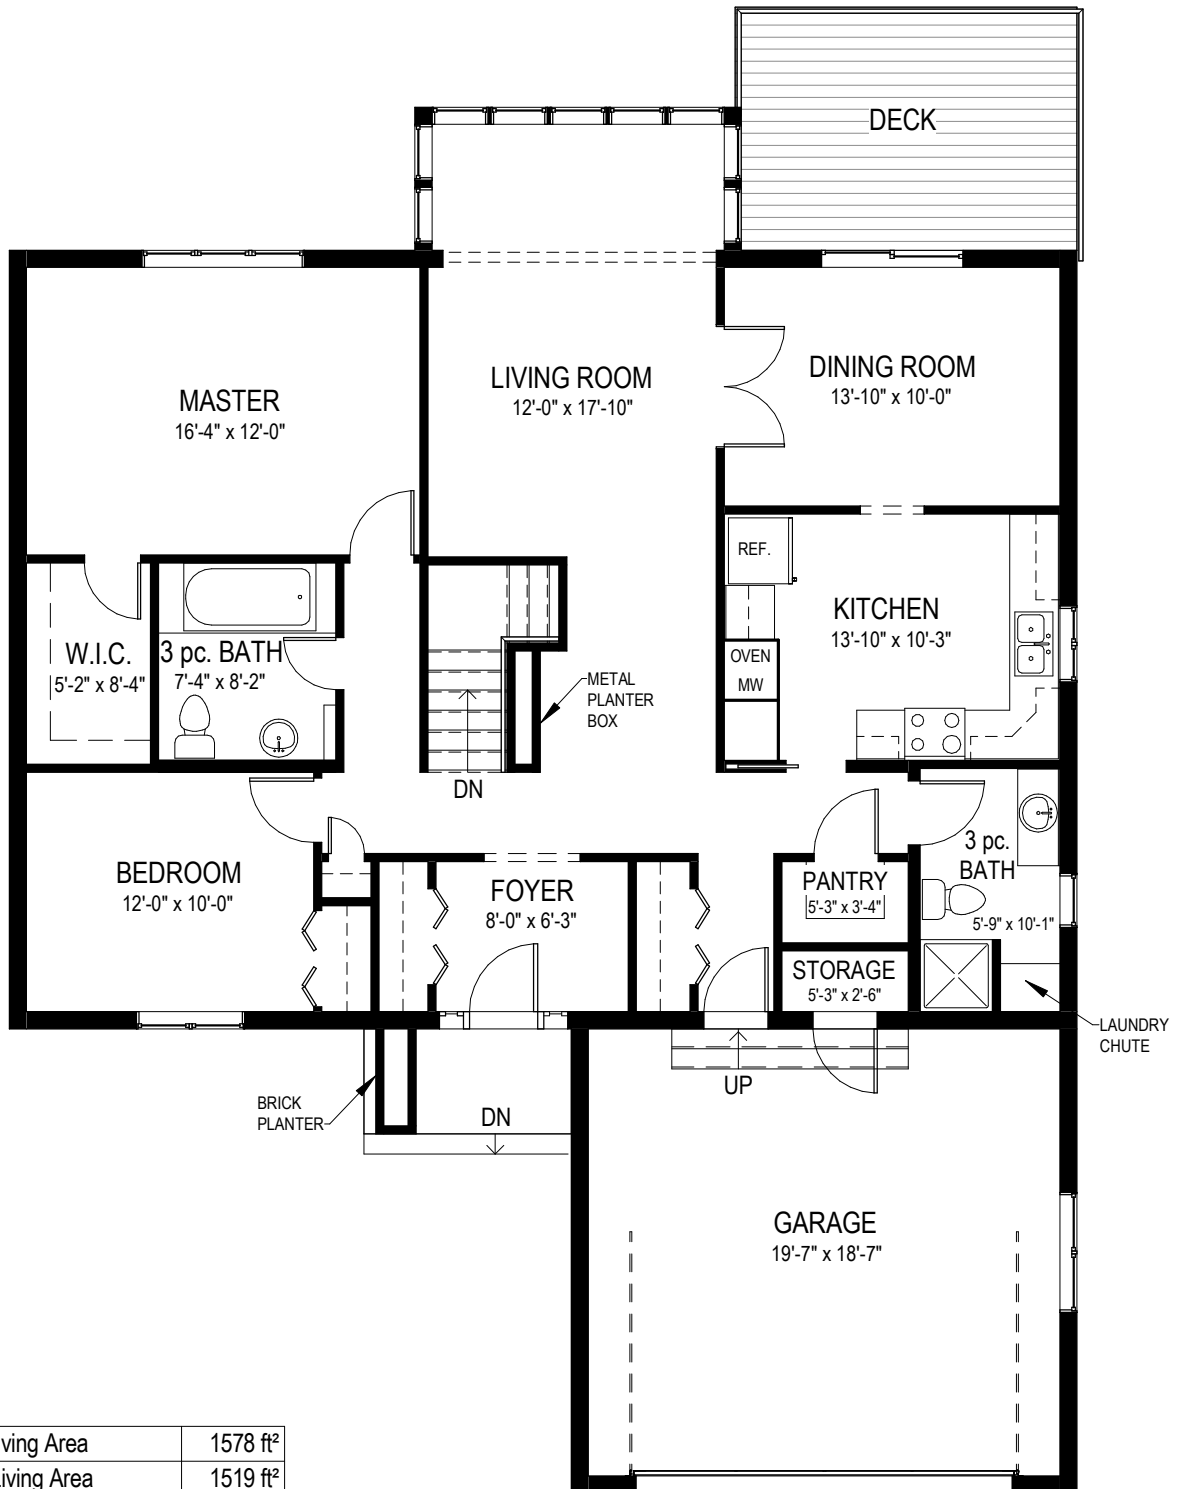 DECK
MASTER
16'-4" x 12'-0"
LIVING ROOM
12'-0" x 17'-10"
DINING ROOM
13'-10" x 10'-0"
REF.
KITCHEN
13'-10" x 10'-3"
OVEN
MW
W.I.C.
5'-2" x 8'-4"
3 pc. BATH
7'-4" x 8'-2"
METAL
PLANTER
BOX
DN
BEDROOM
12'-0" x 10'-0"
FOYER
8'-0" x 6'-3"
PANTRY
5'-3" x 3'-4"
3 pc.
BATH
5'-9" x 10'-1"
STORAGE
5'-3" x 2'-6"
LAUNDRY
CHUTE
UP
BRICK
PLANTER
DN
GARAGE
19'-7" x 18'-7"
Area 1578 ft²
Living Area 1519 ft²